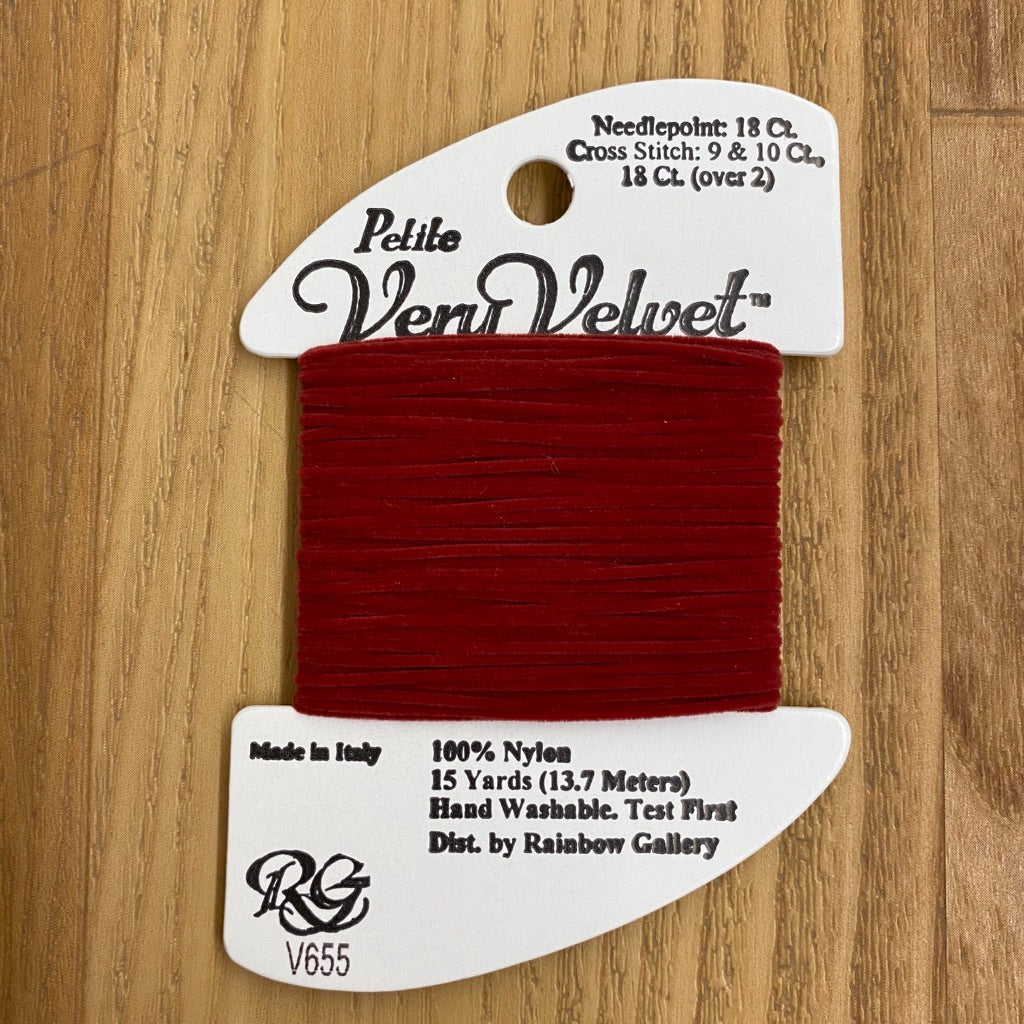 Needlepoint: 18 Ct.
Cross Stitch: 9 & 10 Ct.,
18 Ct. (over 2)
Petite
Very Velvet™
Made in Italy
100% Nylon
15 Yards (13.7 Meters)
Hand Washable. Test First
Dist. by Rainbow Gallery
RG
V655